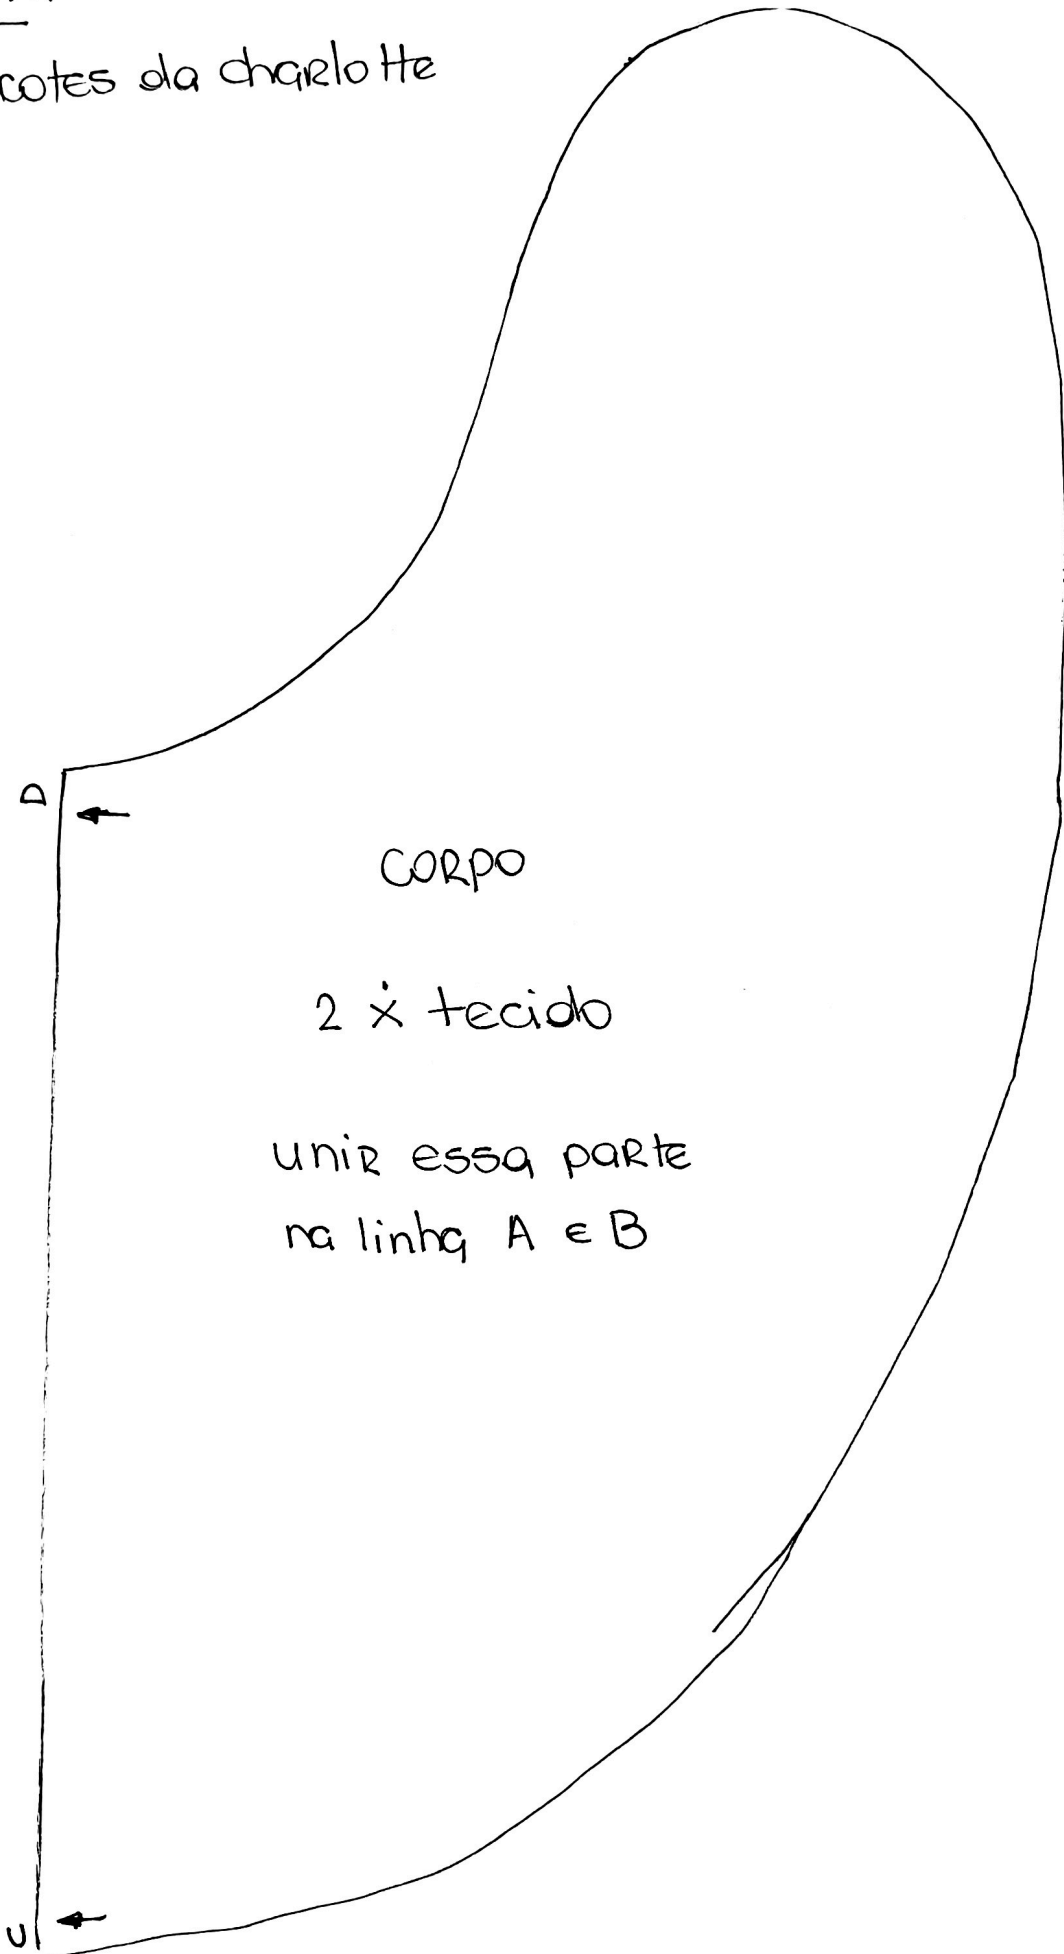 cotes da charlotte
D
CORPO
2 x tecido
unir essa parte
na linha A e B